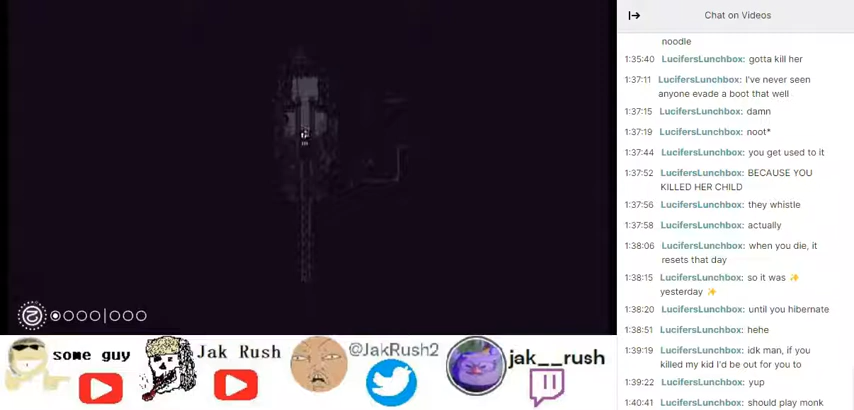 Chat on Videos
noodle
1:35:40 LucifersLunchbox: gotta kill her
1:37:11 LucifersLunchbox: I've never seen
anyone evade a boot that well
1:37:15 LucifersLunchbox: damn
1:37:19 LucifersLunchbox: noot*
1:37:44 LucifersLunchbox: you get used to it
1:37:52 LucifersLunchbox: BECAUSE YOU
KILLED HER CHILD
1:37:56 LucifersLunchbox: they whistle
1:37:58 LucifersLunchbox: actually
1:38:06 LucifersLunchbox: when you die, it
resets that day
1:38:15 LucifersLunchbox: so it was ✨
yesterday ✨
1:38:20 LucifersLunchbox: until you hibernate
1:38:51 LucifersLunchbox: hehe
1:39:19 LucifersLunchbox: idk man, if you
killed my kid I'd be out for you to
1:39:22 LucifersLunchbox: yup
1:40:41 LucifersLunchbox: should play monk
some guy
Jak Rush
@JakRush2
jak__rush